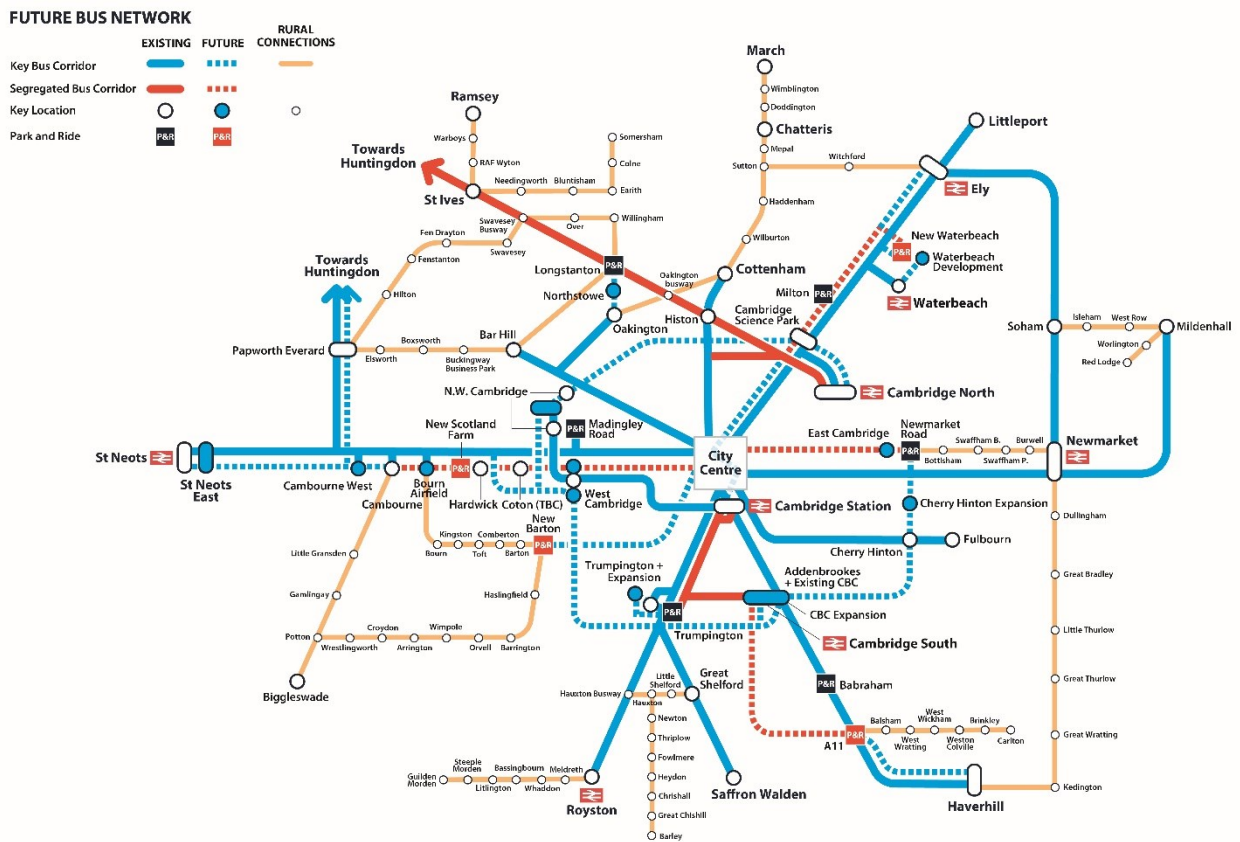 FUTURE BUS NETWORK
EXISTING
FUTURE
RURAL
CONNECTIONS
Key Bus Corridor
Segregated Bus Corridor
Key Location
Park and Ride
P&R
P&R
March
Wimblington
Doddington
Chatteris
Mepal
Sutton
Witchford
Haddenham
Wilburton
Cottenham
Littleport
Ely
Ramsey
Warboys
RAF Wyton
Towards
Huntingdon
St Ives
Needingworth
Bluntisham
Somersham
Colne
Earith
Swavesey
Busway
Over
Willingham
Fen Drayton
Swavesey
Fenstanton
Hilton
Towards
Huntingdon
Longstanton
P&R
Northstowe
Oakington
busway
Oakington
Histon
Cambridge
Science Park
Milton
P&R
New Waterbeach
P&R
Waterbeach
Development
Waterbeach
Soham
Isleham
West Row
Mildenhall
Worlington
Red Lodge
Papworth Everard
Elsworth
Boxsworth
Buckingway
Business Park
Bar Hill
N.W. Cambridge
Cambridge North
Madingley
Road
P&R
New Scotland
Farm
P&R
City
Centre
East Cambridge
Newmarket
Road
P&R
Bottisham
Swaffham B.
Swaffham P.
Burwell
Newmarket
St Neots
St Neots
East
Cambourne West
Cambourne
Bourn
Airfield
Hardwick
Coton (TBC)
West
Cambridge
Cambridge Station
Cherry Hinton Expansion
Cherry Hinton
Fulbourn
Dullingham
New
Barton
P&R
Bourn
Kingston
Toft
Comberton
Barton
Little Gransden
Gamlingay
Potton
Wrestlingworth
Croydon
Arrington
Wimpole
Orvell
Barrington
Haslingfield
Biggleswade
Trumpington +
Expansion
P&R
Trumpington
Addenbrookes
+ Existing CBC
CBC Expansion
Cambridge South
Great Bradley
Little Thurlow
Great Thurlow
Great Wratting
Kedington
P&R
Babraham
P&R
A11
Balsham
West
Wratting
West
Wickham
Weston
Colville
Brinkley
Carlton
Haverhill
Hauxton Busway
Hauxton
Little
Shelford
Great
Shelford
Newton
Thriplow
Fowlmere
Heydon
Chrishall
Great Chishill
Barley
Guilden
Morden
Steeple
Morden
Litlington
Bassingbourn
Whaddon
Meldreth
Royston
Saffron Walden